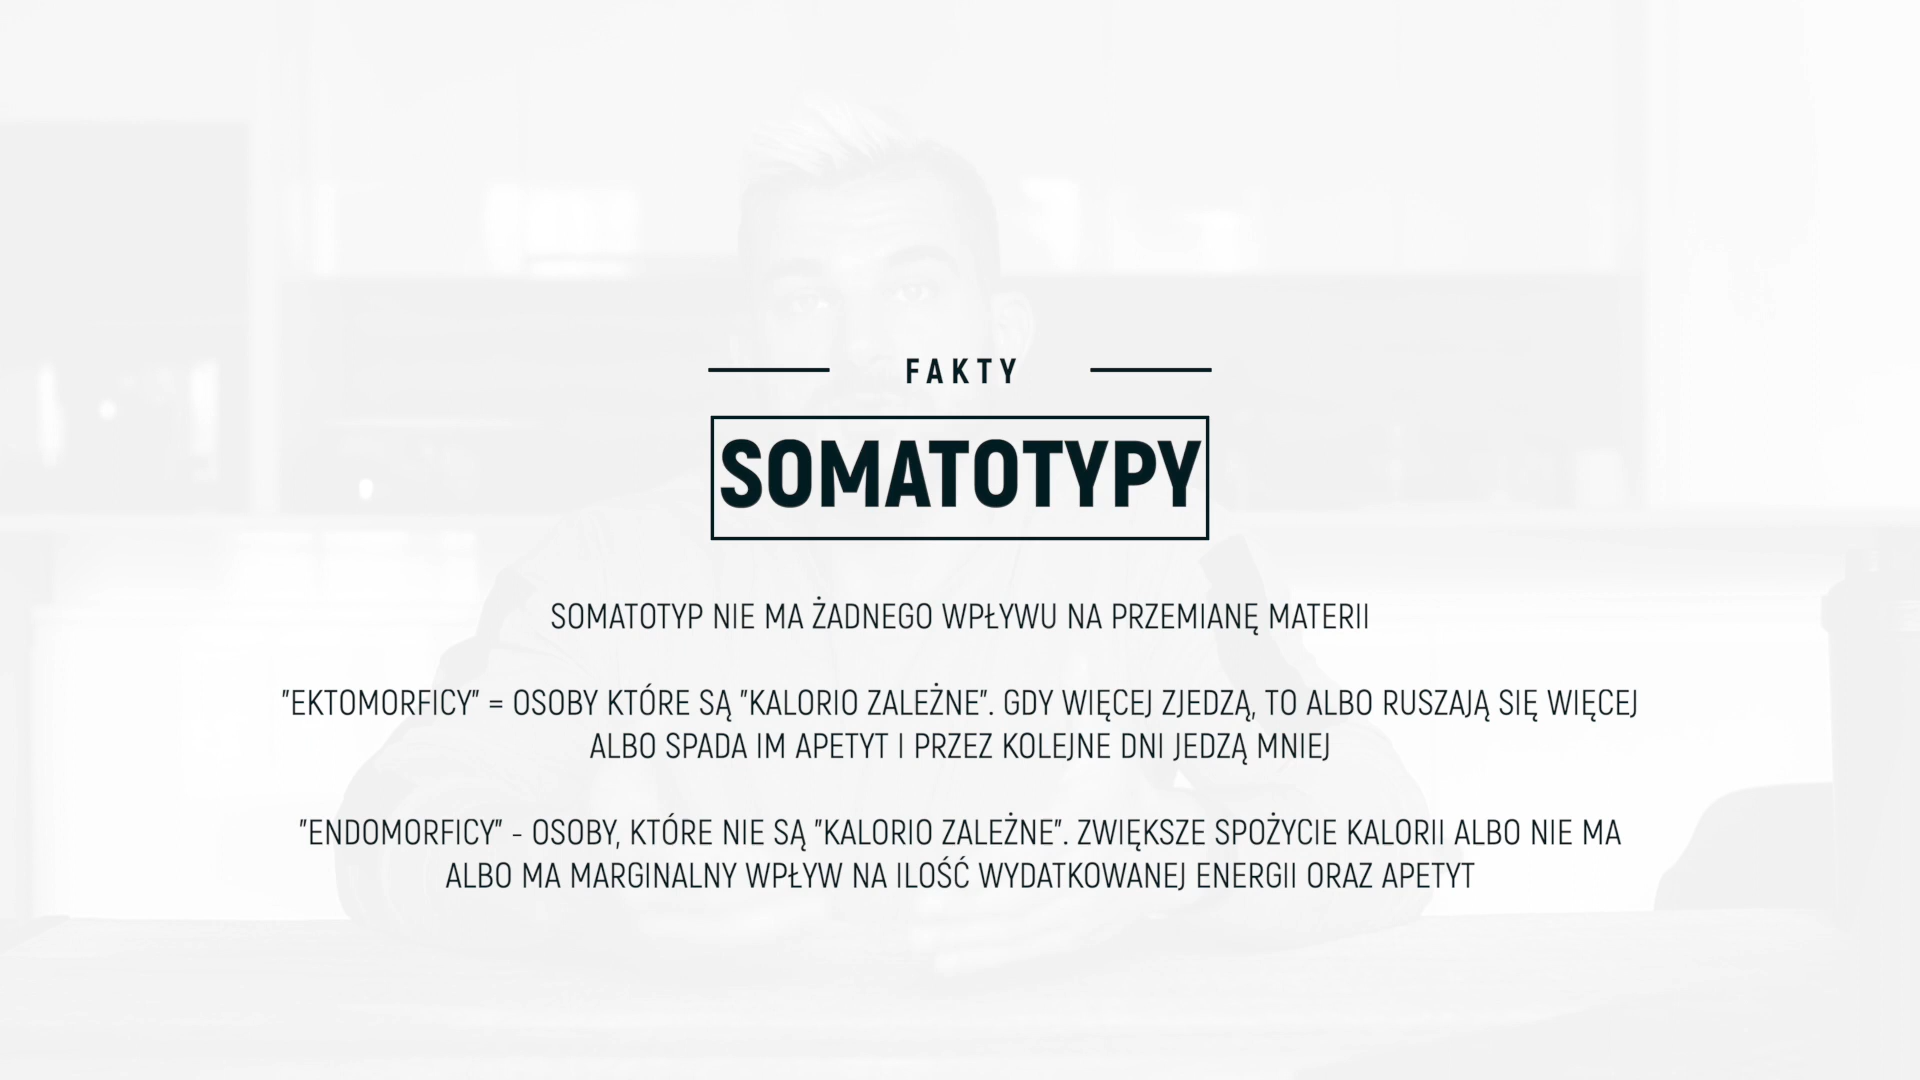 FAKTY
SOMATOTYPY
SOMATOTYP NIE MA ŻADNEGO WPŁYWU NA PRZEMIANĘ MATERII
"EKTOMORFICY" = OSOBY KTÓRE SĄ "KALORIO ZALEŻNE". GDY WIĘCEJ ZJEDZĄ, TO ALBO RUSZAJĄ SIĘ WIĘCEJ
ALBO SPADA IM APETYT I PRZEZ KOLEJNE DNI JEDZĄ MNIEJ
"ENDOMORFICY" - OSOBY, KTÓRE NIE SĄ "KALORIO ZALEŻNE". ZWIĘKSZE SPOŻYCIE KALORII ALBO NIE MA
ALBO MA MARGINALNY WPŁYW NA ILOŚĆ WYDATKOWANEJ ENERGII ORAZ APETYT